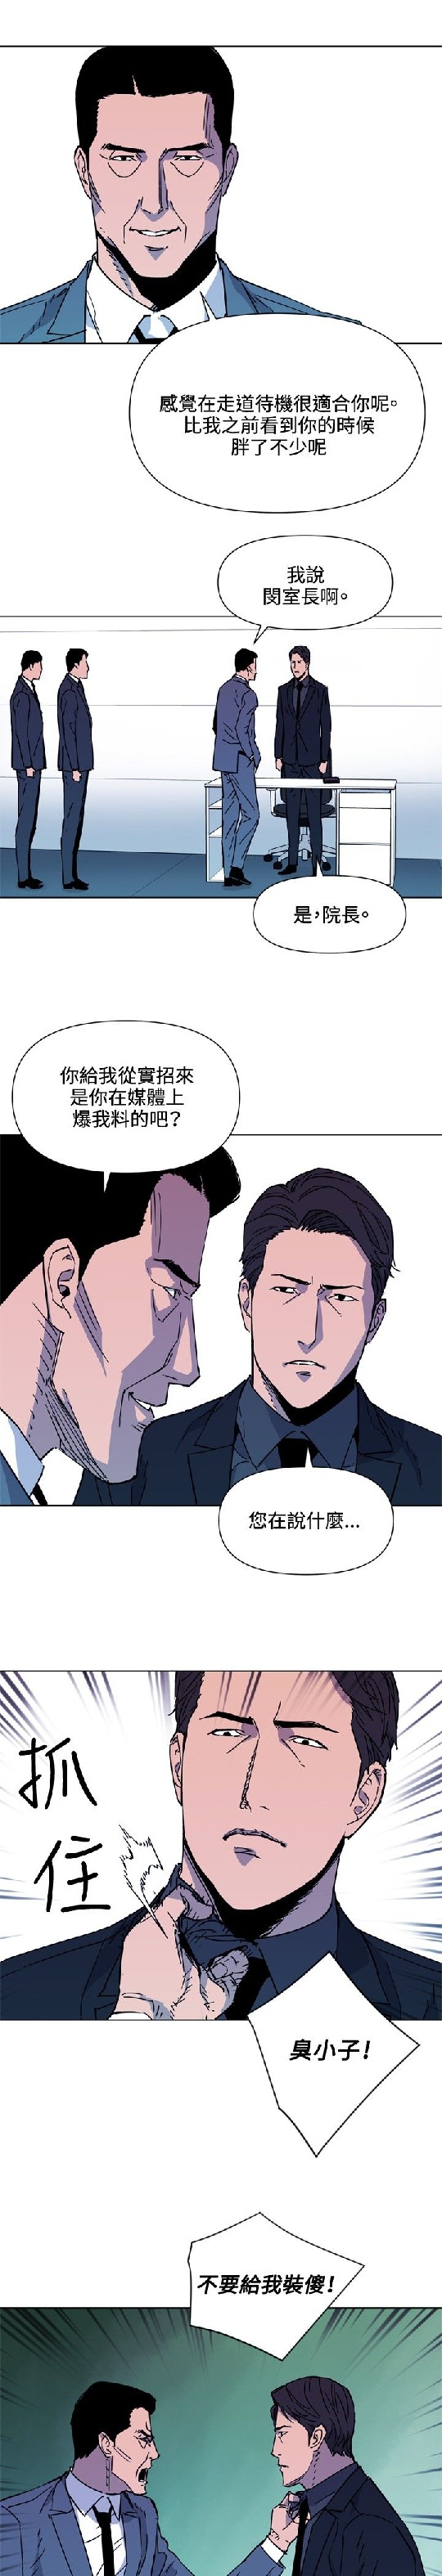 感覺在走道待機很適合你呢。
比我之前看到你的時候
胖了不少呢
我說
閔室長啊。
是,院長。
你給我從實招來
是你在媒體上
爆我料的吧?
您在說什麼...
抓
住
臭小子!
不要給我裝傻!